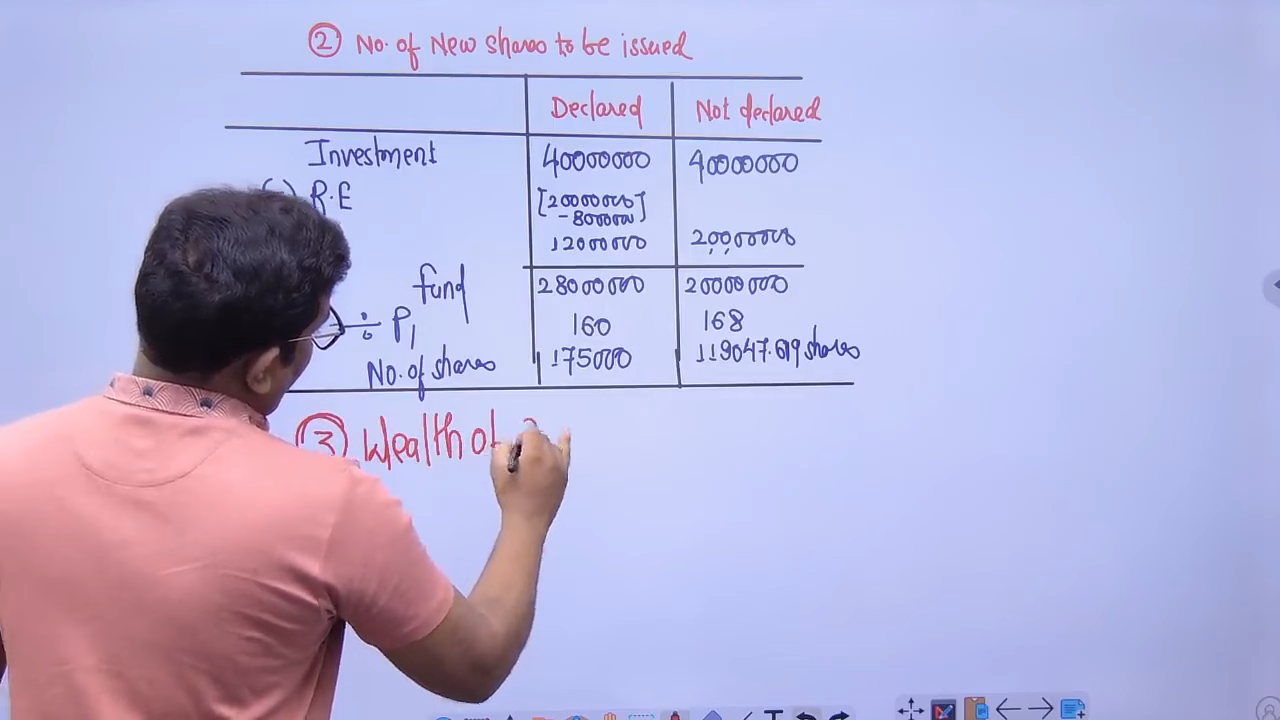 ② No. of New shares to be issued
Declared Not declared
Investment 40000000 40000000
R.E [20000000
-8000000]
12000000 20000000
fund 28000000 20000000
÷ P₁ 160 168
No. of shares 175000 119047.619 shares
③ Wealth of